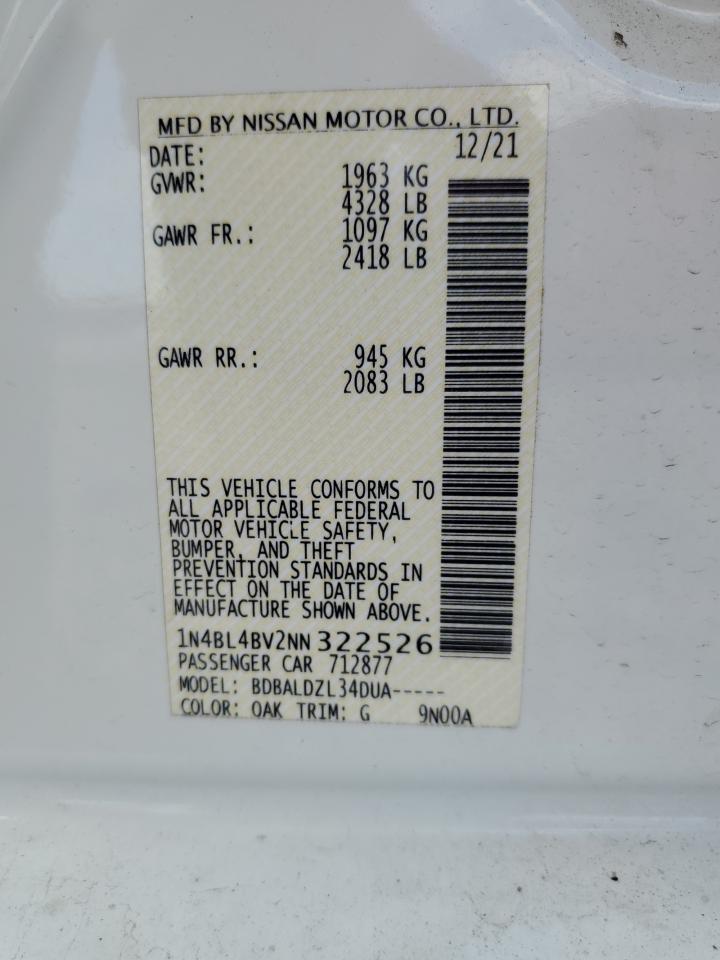 MFD BY NISSAN MOTOR CO., LTD.
DATE: 12/21
GVWR: 1963 KG
4328 LB
GAWR FR.: 1097 KG
2418 LB
GAWR RR.: 945 KG
2083 LB
THIS VEHICLE CONFORMS TO
ALL APPLICABLE FEDERAL
MOTOR VEHICLE SAFETY,
BUMPER, AND THEFT
PREVENTION STANDARDS IN
EFFECT ON THE DATE OF
MANUFACTURE SHOWN ABOVE.
1N4BL4BV2NN322526
PASSENGER CAR 712877
MODEL: BDBALDZL34DUA-----
COLOR: QAK TRIM: G 9N00A